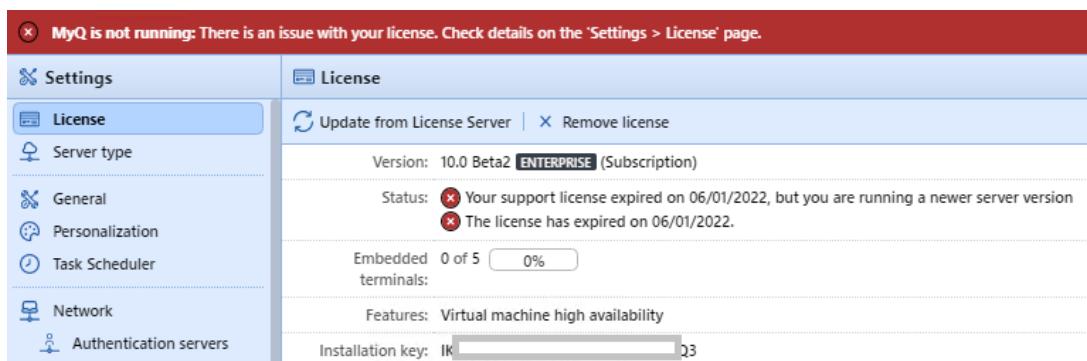 MyQ is not running: There is an issue with your license. Check details on the 'Settings > License' page.
Settings
License
Server type
General
Personalization
Task Scheduler
Network
Authentication servers
License
Update from License Server | Remove license
Version: 10.0 Beta2 ENTERPRISE (Subscription)
Status: Your support license expired on 06/01/2022, but you are running a newer server version
The license has expired on 06/01/2022.
Embedded terminals: 0 of 5 0%
Features: Virtual machine high availability
Installation key: IK Q3